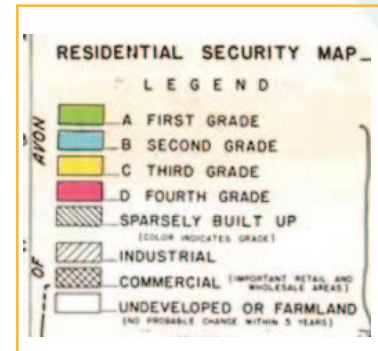 RESIDENTIAL SECURITY MAP
LEGEND
A FIRST GRADE
B SECOND GRADE
C THIRD GRADE
D FOURTH GRADE
SPARSELY BUILT UP
(COLOR INDICATES GRADE)
INDUSTRIAL
COMMERCIAL (IMPORTANT RETAIL AND
WHOLESALE AREAS)
UNDEVELOPED OR FARMLAND
(NO PROBABLE CHANGE WITHIN 5 YEARS)
AVON
OF